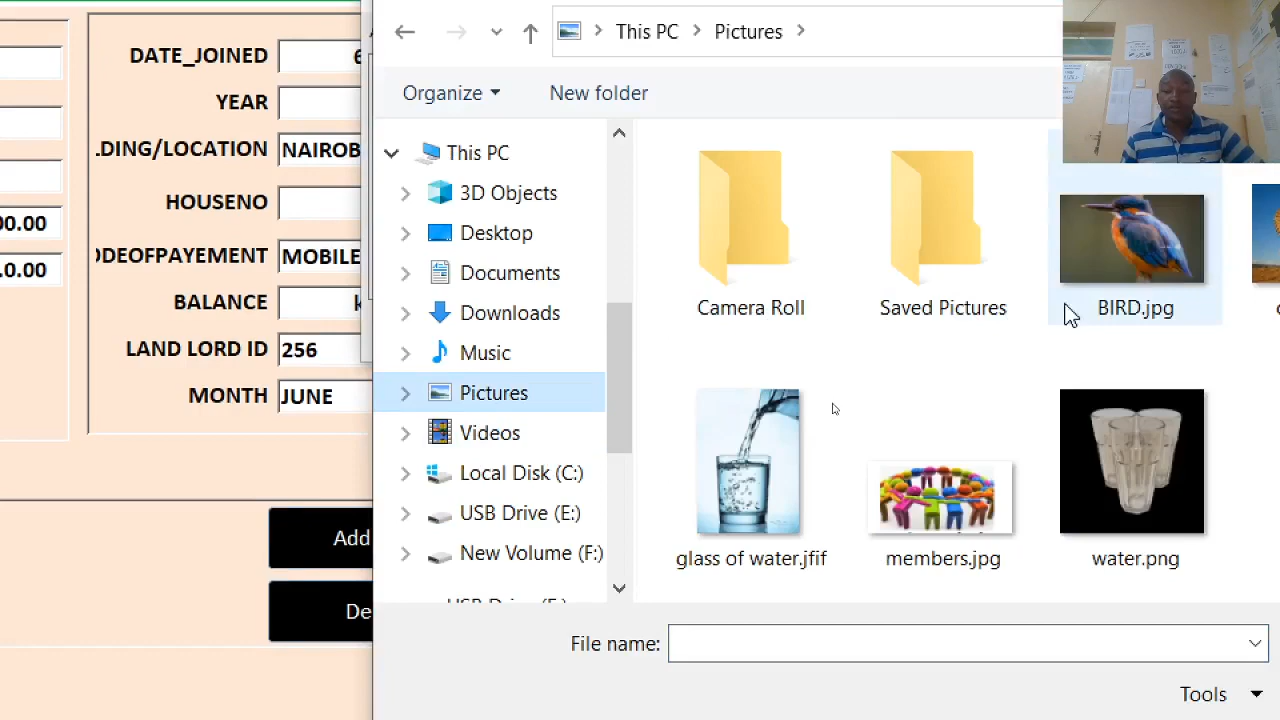 This PC
Pictures
Organize
New folder
DATE_JOINED
YEAR
.DING/LOCATION NAIROB
HOUSENO
00.00
ODEOFPAYEMENT MOBILE
.0.00
BALANCE
LAND LORD ID 256
MONTH JUNE
Add
De
This PC
3D Objects
Desktop
Documents
Downloads
Music
Pictures
Videos
Local Disk (C:)
USB Drive (E:)
New Volume (F:)
Camera Roll
Saved Pictures
BIRD.jpg
glass of water.jfif
members.jpg
water.png
File name:
Tools